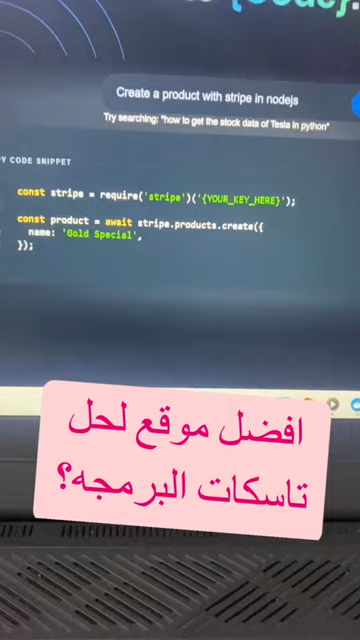 {Code}.
Create a product with stripe in nodejs
Try searching: "how to get the stock data of Tesla in python"
Y CODE SNIPPET
const stripe = require('stripe')('{YOUR_KEY_HERE}');
const product = await stripe.products.create({
name: 'Gold Special',
});
افضل موقع لحل
تاسكات البرمجه؟